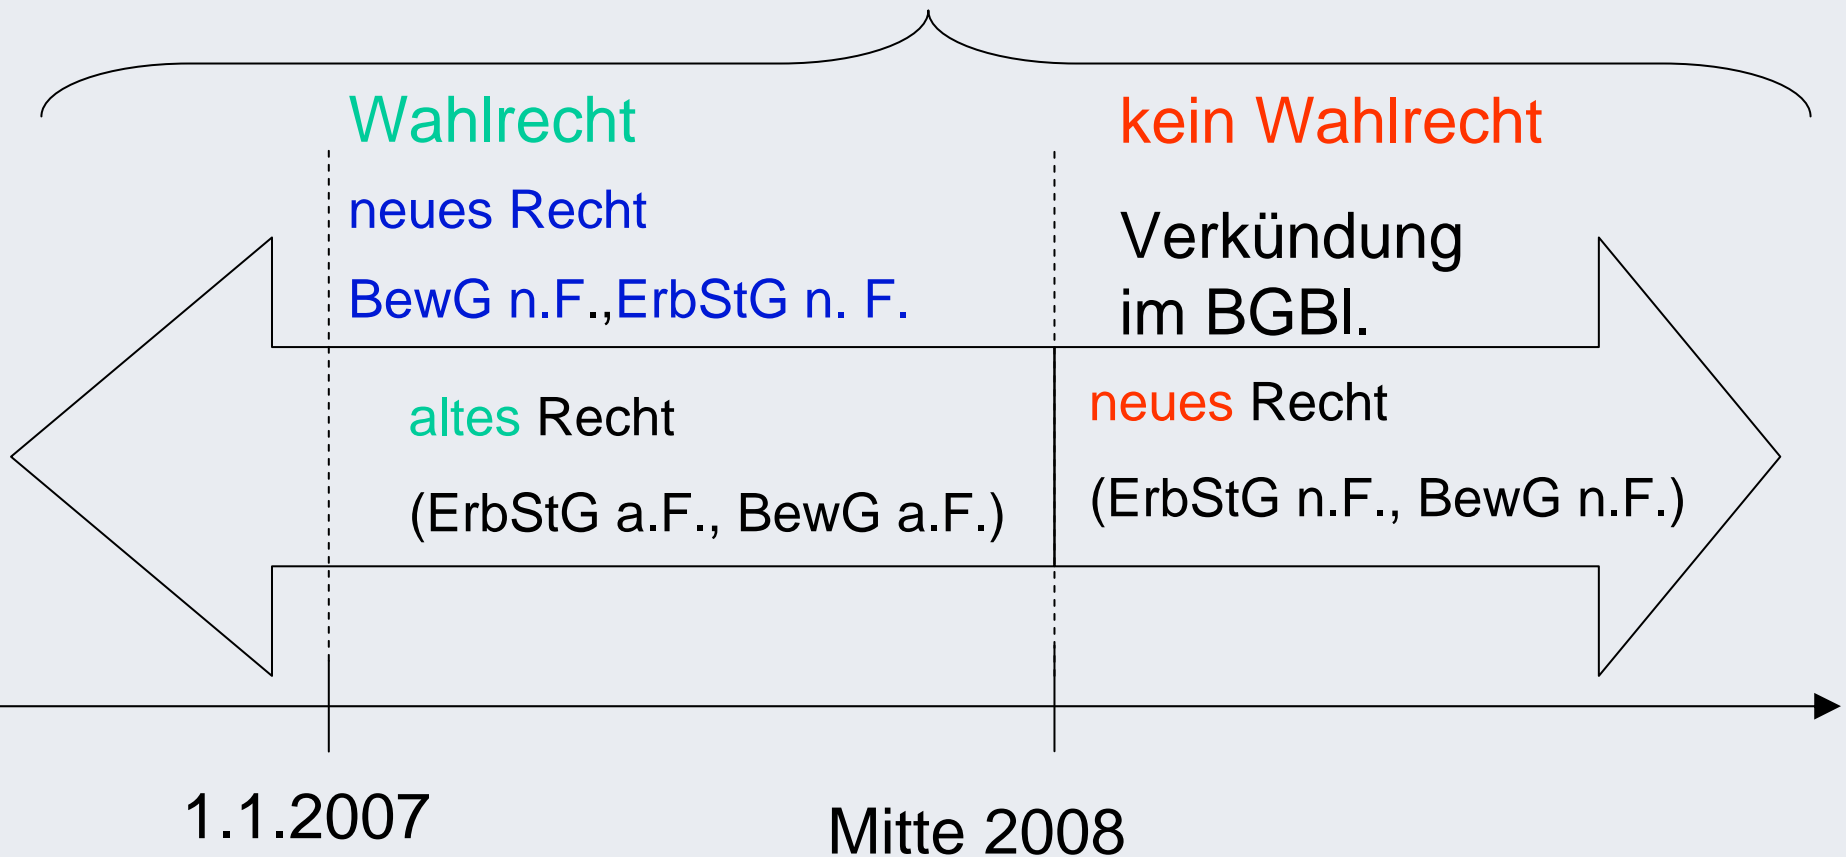 Wahlrecht
neues Recht
BewG n.F.,ErbStG n. F.
altes Recht
(ErbStG a.F., BewG a.F.)
kein Wahlrecht
Verkündung
im BGBl.
neues Recht
(ErbStG n.F., BewG n.F.)
1.1.2007
Mitte 2008